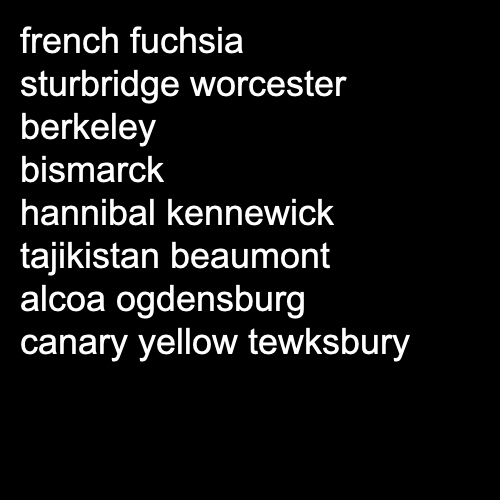 french fuchsia
sturbridge worcester
berkeley
bismarck
hannibal kennewick
tajikistan beaumont
alcoa ogdensburg
canary yellow tewksbury